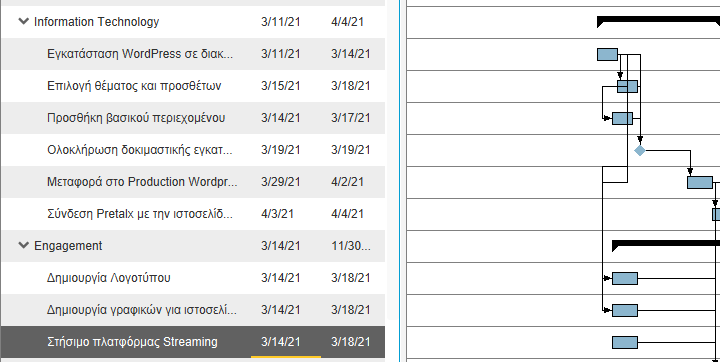 Information Technology 3/11/21 4/4/21
Εγκατάσταση WordPress σε διακ... 3/11/21 3/14/21
Επιλογή θέματος και προσθέτων 3/15/21 3/18/21
Προσθήκη βασικού περιεχομένου 3/14/21 3/17/21
Ολοκλήρωση δοκιμαστικής εγκατ... 3/19/21 3/19/21
Μεταφορά στο Production Wordpr... 3/29/21 4/2/21
Σύνδεση Pretalx με την ιστοσελίδ... 4/3/21 4/4/21
Engagement 3/14/21 11/30...
Δημιουργία Λογοτύπου 3/14/21 3/18/21
Δημιουργία γραφικών για ιστοσελί... 3/14/21 3/18/21
Στήσιμο πλατφόρμας Streaming 3/14/21 3/18/21